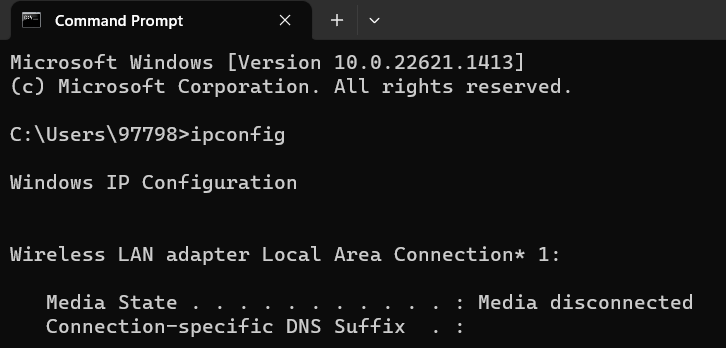 Command Prompt
Microsoft Windows [Version 10.0.22621.1413]
(c) Microsoft Corporation. All rights reserved.
C:\Users\97798>ipconfig
Windows IP Configuration
Wireless LAN adapter Local Area Connection* 1:
   Media State . . . . . . . . . . . : Media disconnected
   Connection-specific DNS Suffix  . :